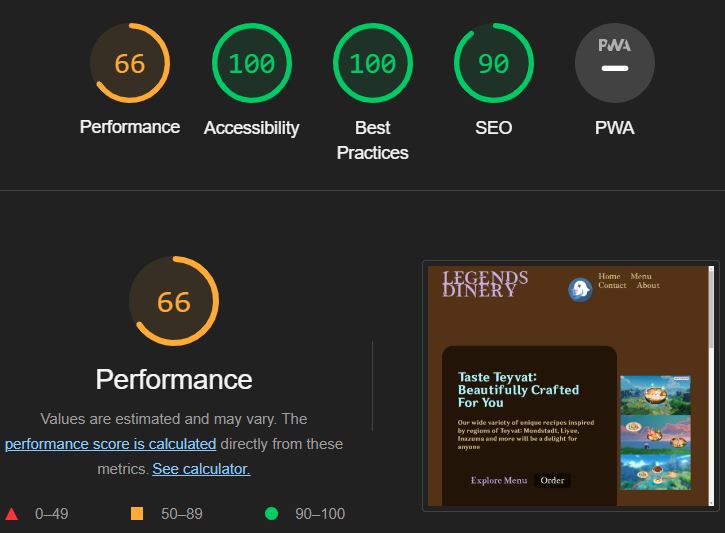 66
100
100
90
PWA
Performance
Accessibility
Best
Practices
SEO
PWA
66
Performance
Values are estimated and may vary. The
performance score is calculated directly from these
metrics. See calculator.
0–49
50–89
90–100
LEGENDS
DINERY
Home Menu
Contact About
Taste Teyvat:
Beautifully Crafted
For You
Our wide variety of unique recipes inspired
by regions of Teyvat: Mondstadt, Liyue,
Inazuma and more will be a delight for
anyone
Explore Menu Order